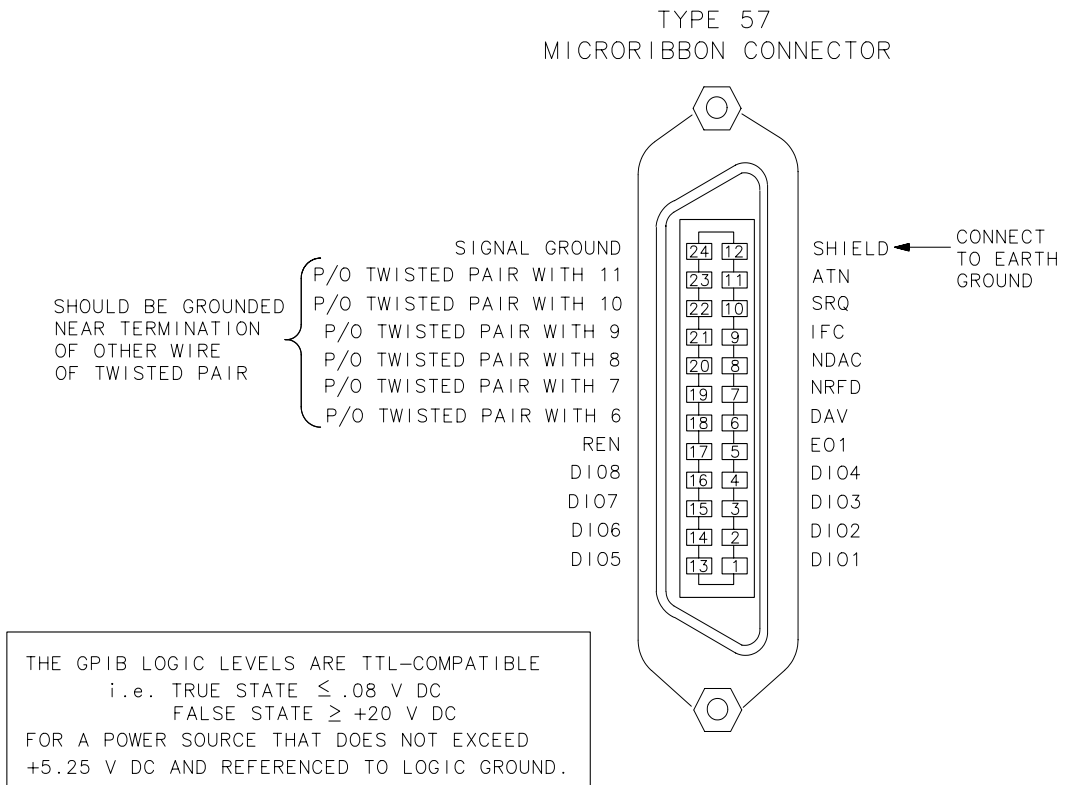 TYPE 57
MICRORIBBON CONNECTOR
SIGNAL GROUND 24 12 SHIELD CONNECT
TO EARTH
GROUND
P/O TWISTED PAIR WITH 11 23 11 ATN
P/O TWISTED PAIR WITH 10 22 10 SRQ
P/O TWISTED PAIR WITH 9 21 9 IFC
P/O TWISTED PAIR WITH 8 20 8 NDAC
P/O TWISTED PAIR WITH 7 19 7 NRFD
P/O TWISTED PAIR WITH 6 18 6 DAV
SHOULD BE GROUNDED
NEAR TERMINATION
OF OTHER WIRE
OF TWISTED PAIR
REN 17 5 EO1
DIO8 16 4 DIO4
DIO7 15 3 DIO3
DIO6 14 2 DIO2
DIO5 13 1 DIO1
THE GPIB LOGIC LEVELS ARE TTL–COMPATIBLE
i.e. TRUE STATE ≤ .08 V DC
FALSE STATE ≥ +20 V DC
FOR A POWER SOURCE THAT DOES NOT EXCEED
+5.25 V DC AND REFERENCED TO LOGIC GROUND.